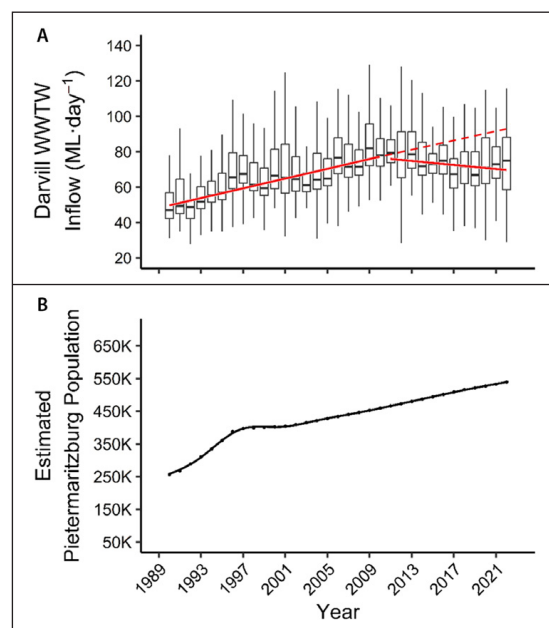 A
Darvill WWTW
Inflow (ML·day⁻¹)
140
120
100
80
60
40
20
B
Estimated
Pietermaritzburg Population
650K
550K
450K
350K
250K
150K
50K
1989
1993
1997
2001
2005
2009
2013
2017
2021
Year